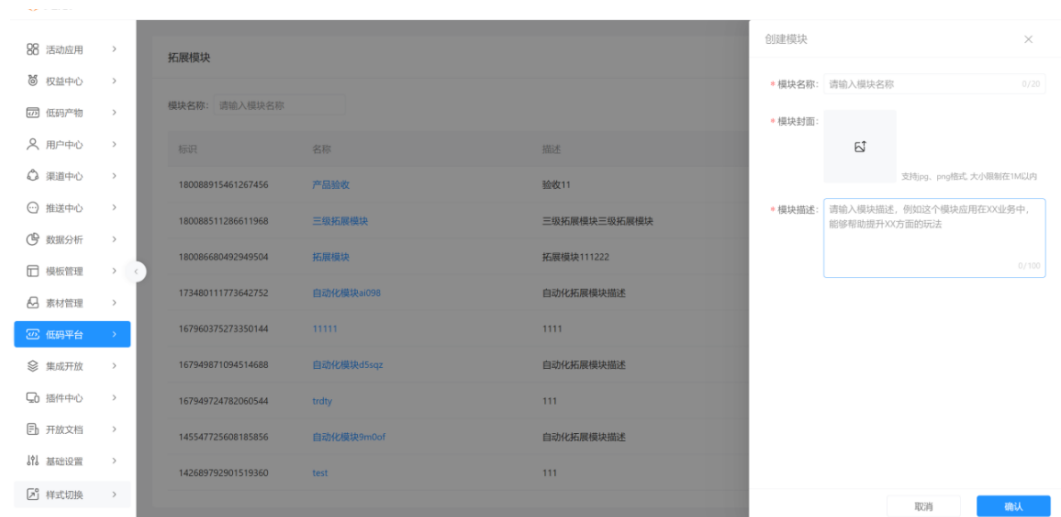 活动应用
权益中心
低码产物
用户中心
渠道中心
推送中心
数据分析
模板管理
素材管理
低码平台
集成开放
插件中心
开放文档
基础设置
样式切换
拓展模块
模块名称: 请输入模块名称
标识 名称 描述
180088915461267456 产品验收 验收11
180088511286611968 三级拓展模块 三级拓展模块三级拓展模块
180086680492949504 拓展模块 拓展模块111222
173480111773642752 自动化模块ai098 自动化拓展模块描述
167960375273350144 11111 1111
167949871094514688 自动化模块d5sqz 自动化拓展模块描述
167949724782060544 trdty 111
145547725608185856 自动化模块9m0of 自动化拓展模块描述
142689792901519360 test 111
创建模块
* 模块名称: 请输入模块名称 0/20
* 模块封面:
支持jpg、png格式, 大小限制在1M以内
* 模块描述: 请输入模块描述，例如这个模块应用在XX业务中，
能够帮助提升XX方面的玩法
0/100
取消 确认